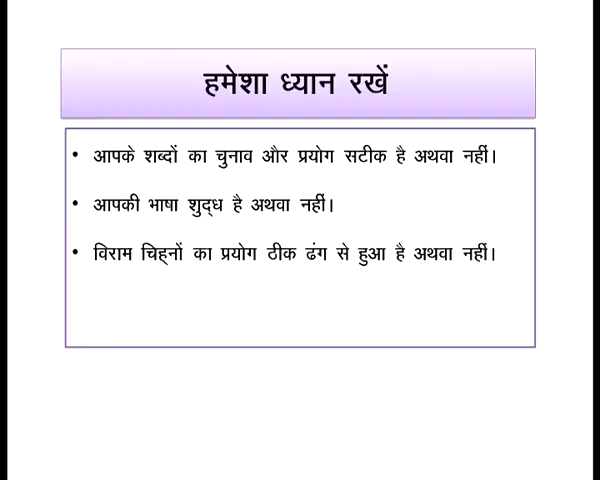 हमेशा ध्यान रखें
• आपके शब्दों का चुनाव और प्रयोग सटीक है अथवा नहीं।
• आपकी भाषा शुद्ध है अथवा नहीं।
• विराम चिह्नों का प्रयोग ठीक ढंग से हुआ है अथवा नहीं।